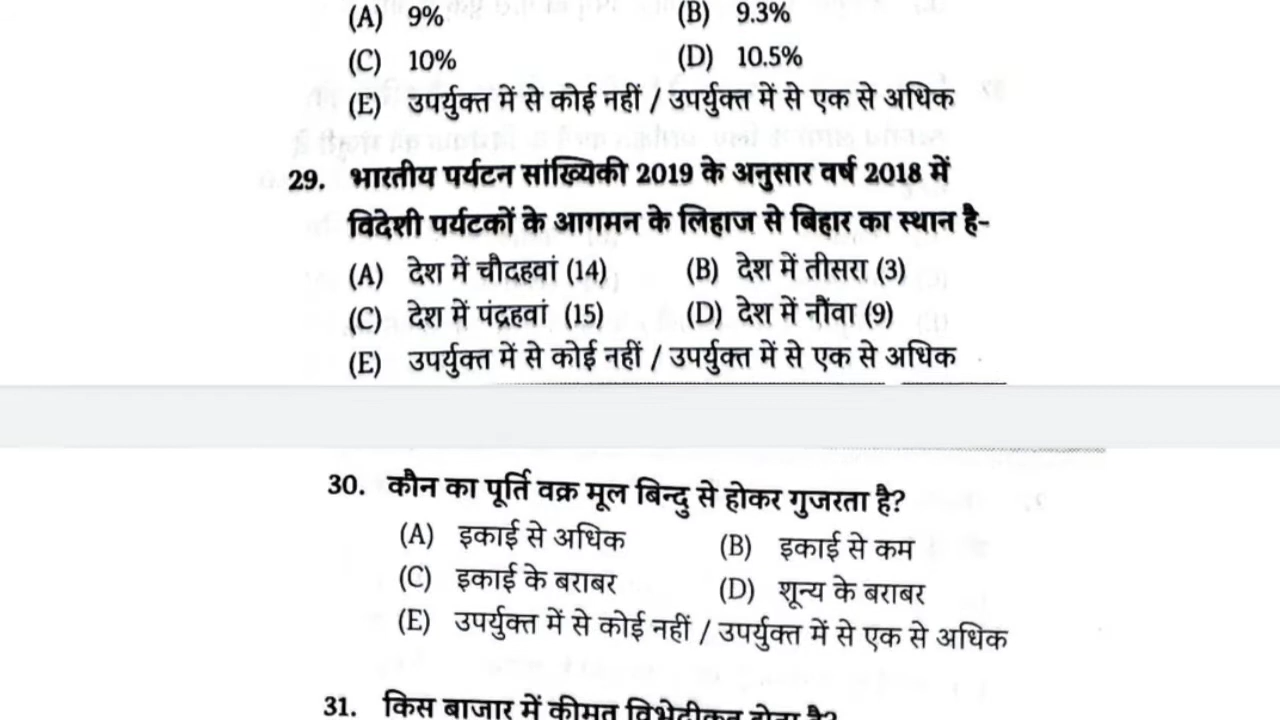 (A) 9% (B) 9.3%
(C) 10% (D) 10.5%
(E) उपर्युक्त में से कोई नहीं / उपर्युक्त में से एक से अधिक
29. भारतीय पर्यटन सांख्यिकी 2019 के अनुसार वर्ष 2018 में
विदेशी पर्यटकों के आगमन के लिहाज से बिहार का स्थान है-
(A) देश में चौदहवां (14) (B) देश में तीसरा (3)
(C) देश में पंद्रहवां (15) (D) देश में नौंवा (9)
(E) उपर्युक्त में से कोई नहीं / उपर्युक्त में से एक से अधिक
30. कौन का पूर्ति वक्र मूल बिन्दु से होकर गुजरता है?
(A) इकाई से अधिक (B) इकाई से कम
(C) इकाई के बराबर (D) शून्य के बराबर
(E) उपर्युक्त में से कोई नहीं / उपर्युक्त में से एक से अधिक
31. किस बाजार में कीमत विभेदीकरण होता है?